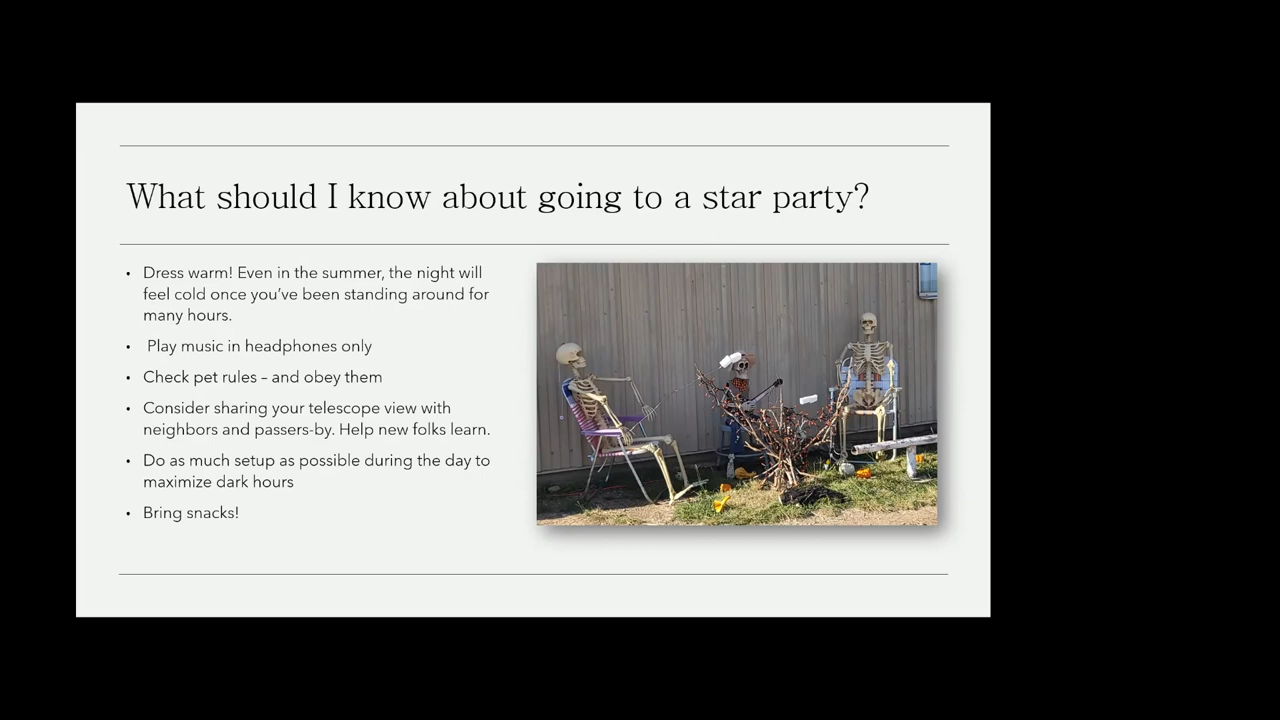 What should I know about going to a star party?
• Dress warm! Even in the summer, the night will
feel cold once you've been standing around for
many hours.
• Play music in headphones only
• Check pet rules – and obey them
• Consider sharing your telescope view with
neighbors and passers-by. Help new folks learn.
• Do as much setup as possible during the day to
maximize dark hours
• Bring snacks!